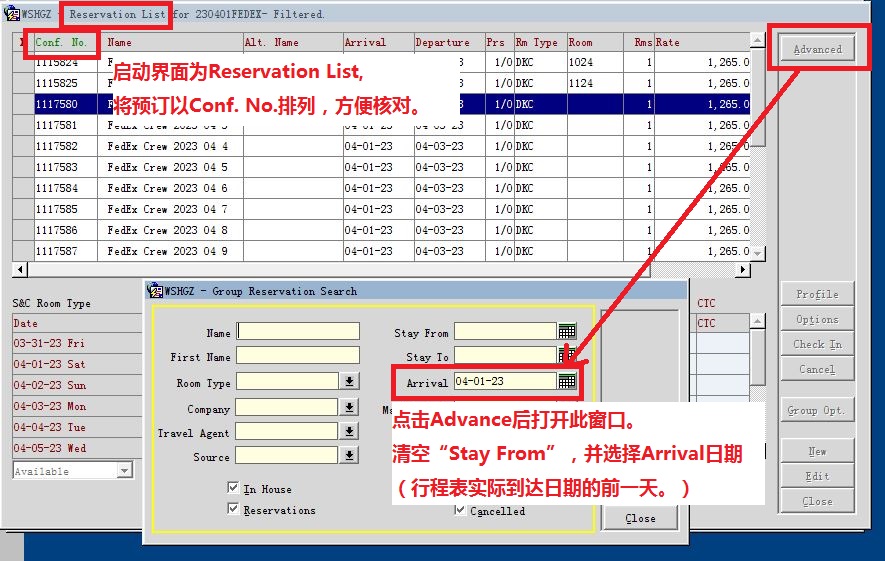 WSHGZ - Reservation List for 230401FEDEX- Filtered.
X Conf. No. Name Alt. Name Arrival Departure Prs Rm Type Room Rms Rate
1115824 F 3 1/0 DKC 1024 1 1,265.0
1115825 F 3 1/0 DKC 1124 1 1,265.0
1117580 F 3 1/0 DKC 1 1,265.0
1117581 FedEx Crew 2023 04 3 04-01-23 04-03-23 1/0 DKC 1 1,265.0
1117582 FedEx Crew 2023 04 4 04-01-23 04-03-23 1/0 DKC 1 1,265.0
1117583 FedEx Crew 2023 04 5 04-01-23 04-03-23 1/0 DKC 1 1,265.0
1117584 FedEx Crew 2023 04 6 04-01-23 04-03-23 1/0 DKC 1 1,265.0
1117585 FedEx Crew 2023 04 7 04-01-23 04-03-23 1/0 DKC 1 1,265.0
1117586 FedEx Crew 2023 04 8 04-01-23 04-03-23 1/0 DKC 1 1,265.0
1117587 FedEx Crew 2023 04 9 04-01-23 04-03-23 1/0 DKC 1 1,265.0
启动界面为Reservation List,
将预订以Conf. No.排列，方便核对。
Advanced
Profile
Options
Check In
Cancel
Group Opt.
New
Edit
Close
S&C Room Type
Date
03-31-23 Fri
04-01-23 Sat
04-02-23 Sun
04-03-23 Mon
04-04-23 Tue
04-05-23 Wed
Available
CTC
CTC
WSHGZ - Group Reservation Search
Name
First Name
Room Type
Company
Travel Agent
Source
In House
Reservations
Stay From
Stay To
Arrival 04-01-23
点击Advance后打开此窗口。
清空“Stay From”，并选择Arrival日期
（行程表实际到达日期的前一天。）
Cancelled
Close